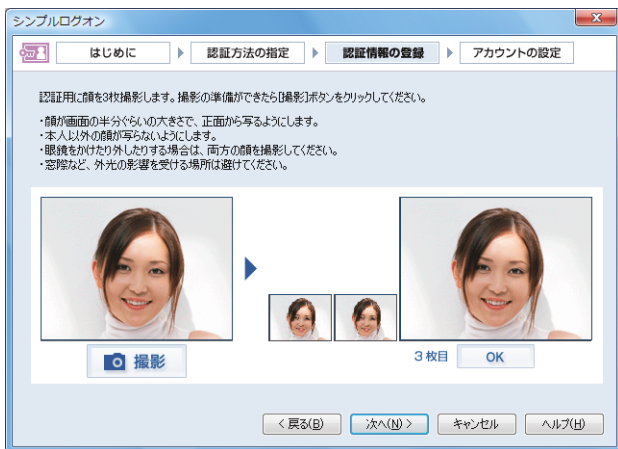 シンプルログオン
はじめに
認証方法の指定
認証情報の登録
アカウントの設定
認証用に顔を3枚撮影します。撮影の準備ができたら[撮影]ボタンをクリックしてください。
・顔が画面の半分ぐらいの大きさで、正面から写るようにします。
・本人以外の顔が写らないようにします。
・眼鏡をかけたり外したりする場合は、両方の顔を撮影してください。
・窓際など、外光の影響を受ける場所は避けてください。
撮影
3枚目
OK
< 戻る(B)
次へ(N) >
キャンセル
ヘルプ(H)